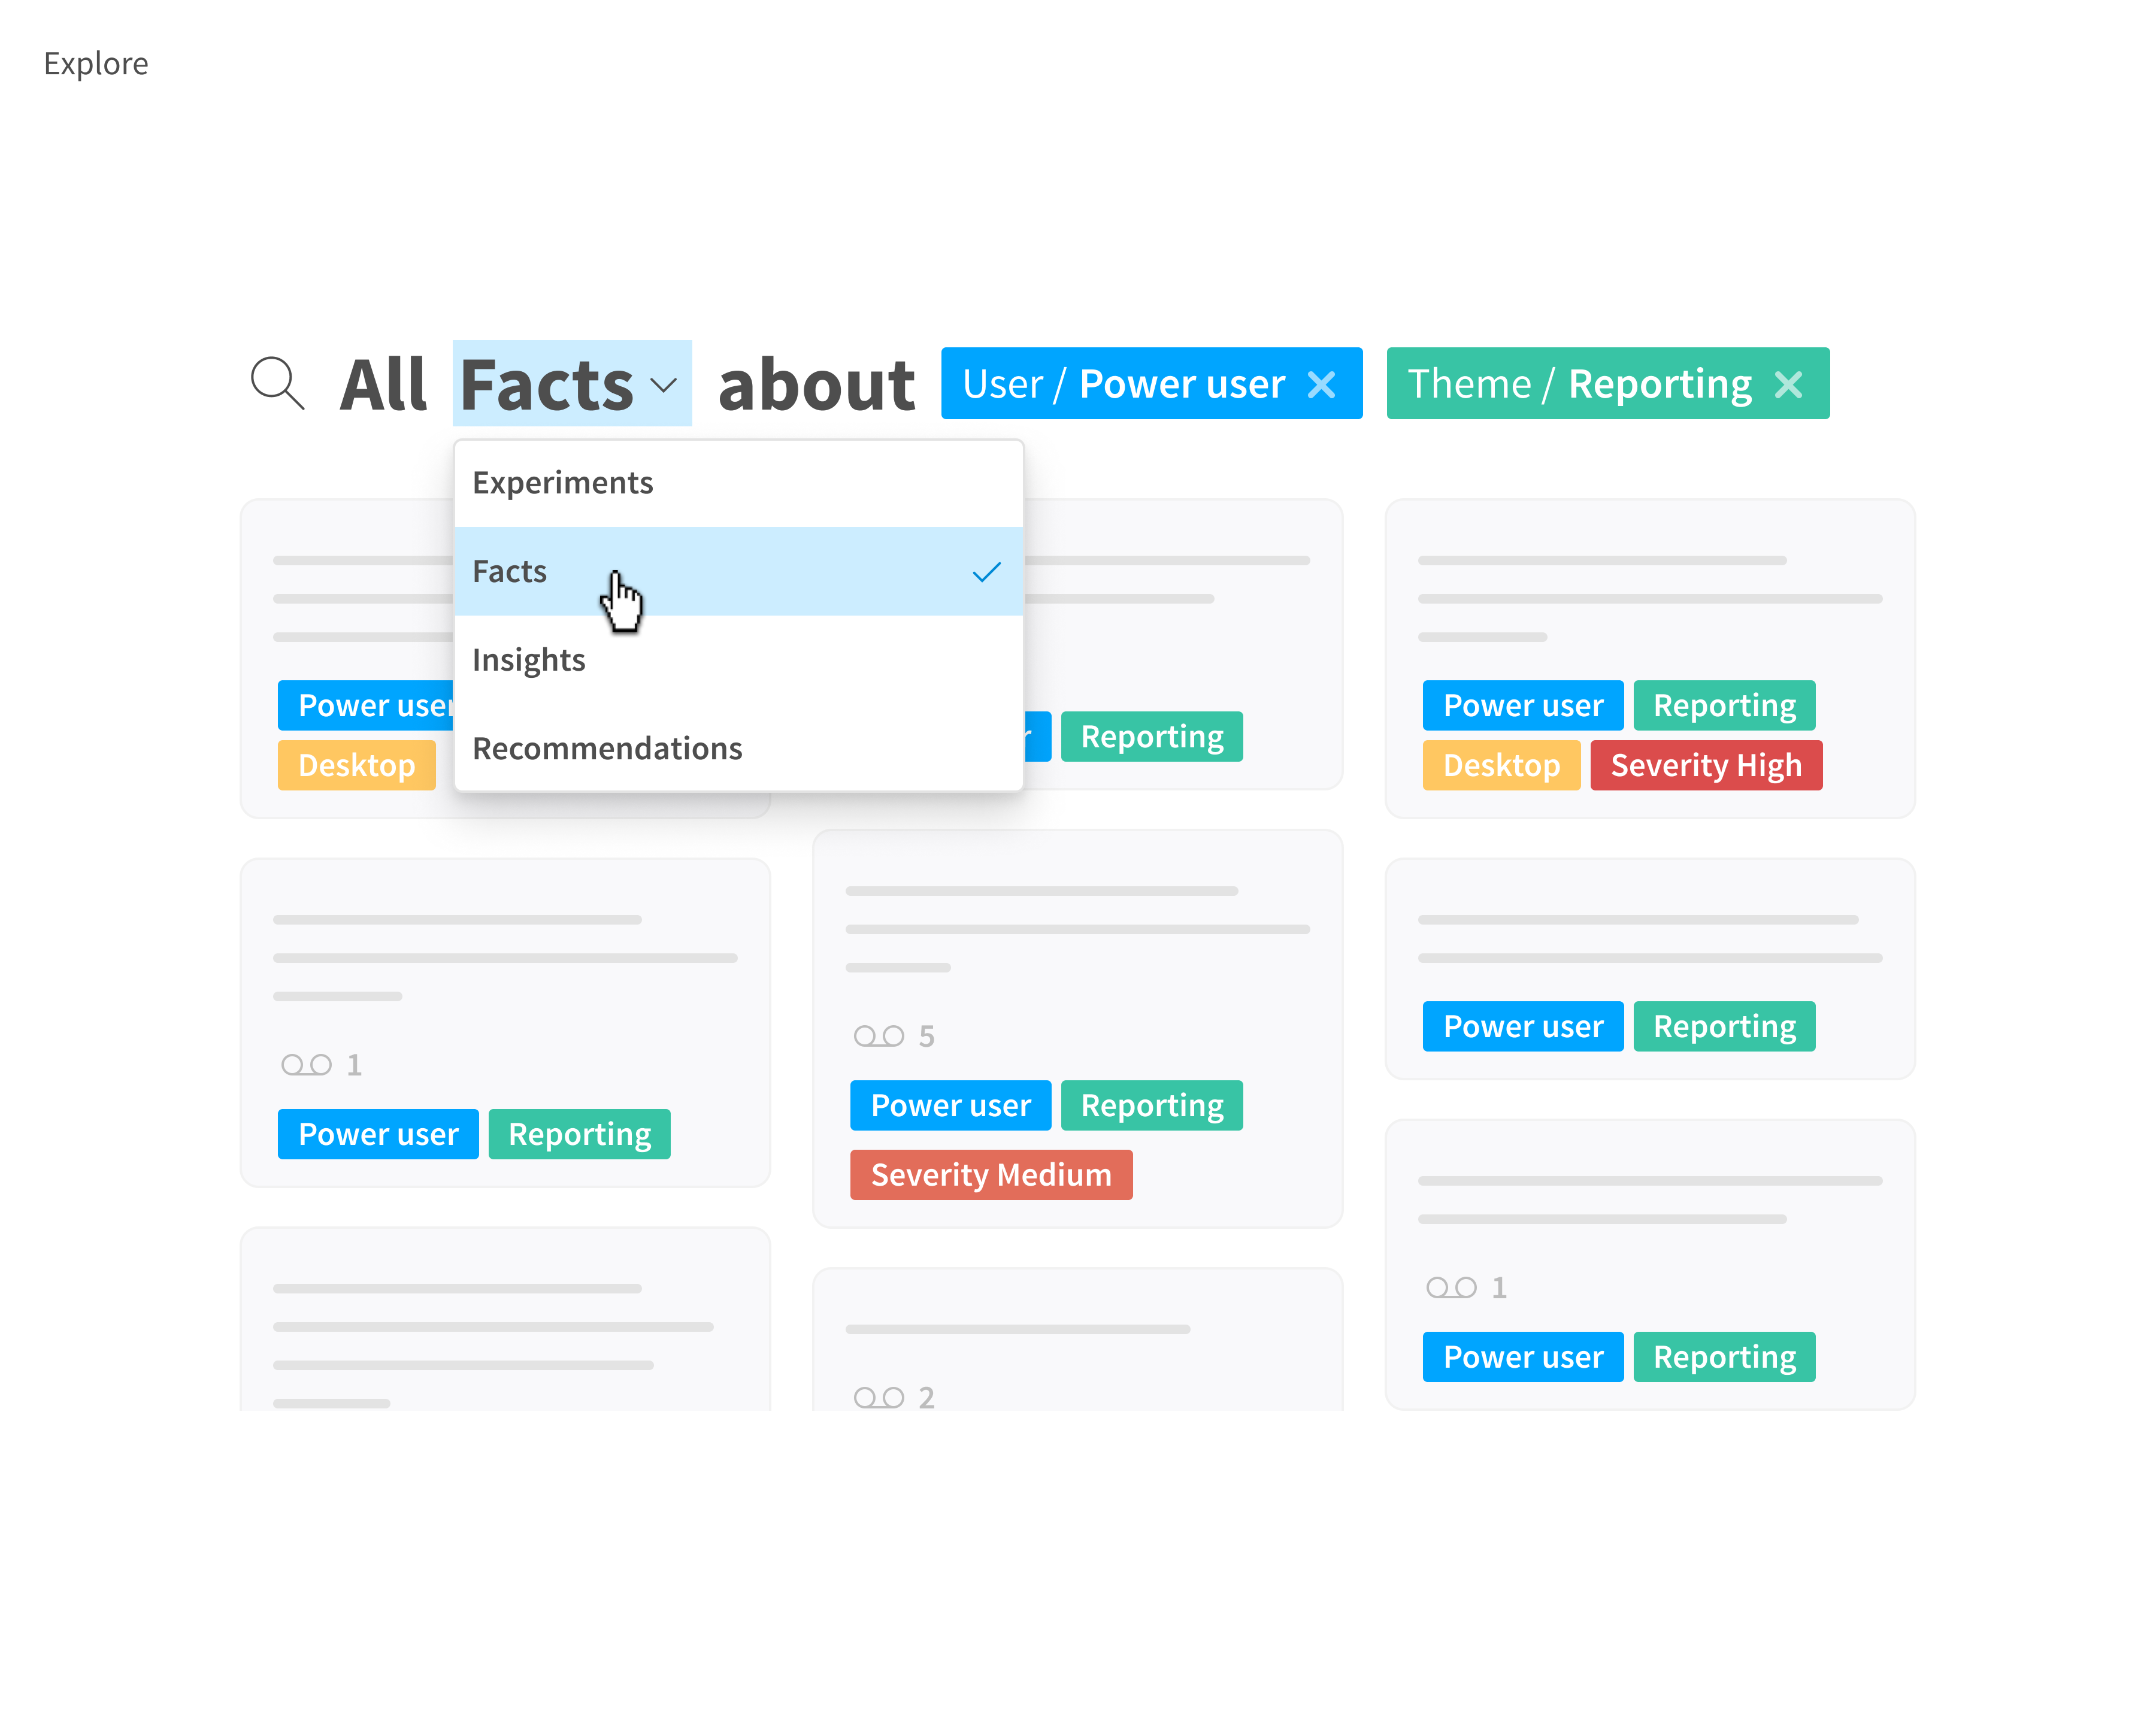 Explore
All Facts about User / Power user Theme / Reporting
Experiments
Facts
Insights
Recommendations
Power user
Desktop
1
Power user Reporting
Reporting
5
Power user Reporting
Severity Medium
2
Power user Reporting
Desktop Severity High
Power user Reporting
1
Power user Reporting